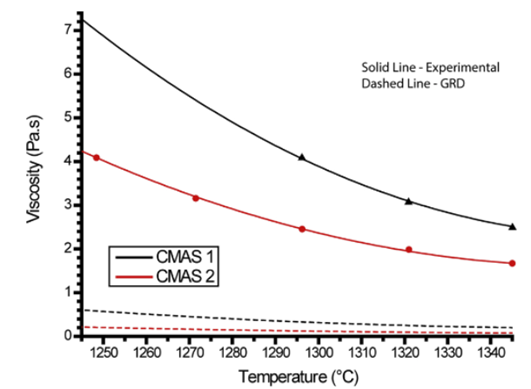 7
6
5
4
3
2
1
0
Viscosity (Pa.s)
Solid Line - Experimental
Dashed Line - GRD
CMAS 1
CMAS 2
1250 1260 1270 1280 1290 1300 1310 1320 1330 1340
Temperature (°C)